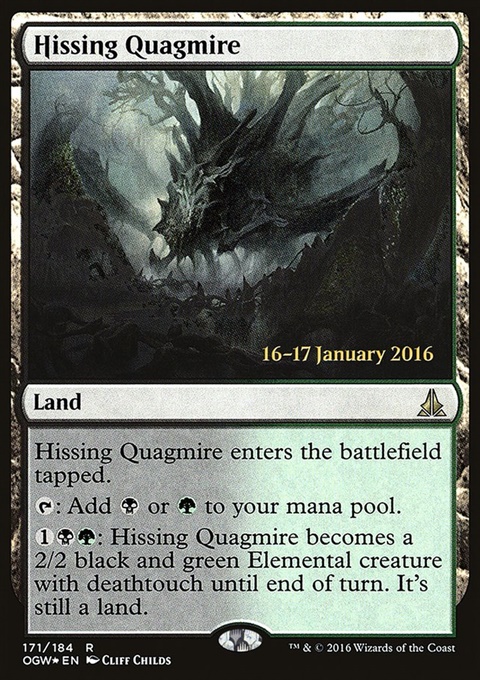 Hissing Quagmire
16–17 January 2016
Land
Hissing Quagmire enters the battlefield
tapped.
: Add or to your mana pool.
1: Hissing Quagmire becomes a
2/2 black and green Elemental creature
with deathtouch until end of turn. It's
still a land.
171/184 R
OGW★EN Cliff Childs
™ & © 2016 Wizards of the Coast